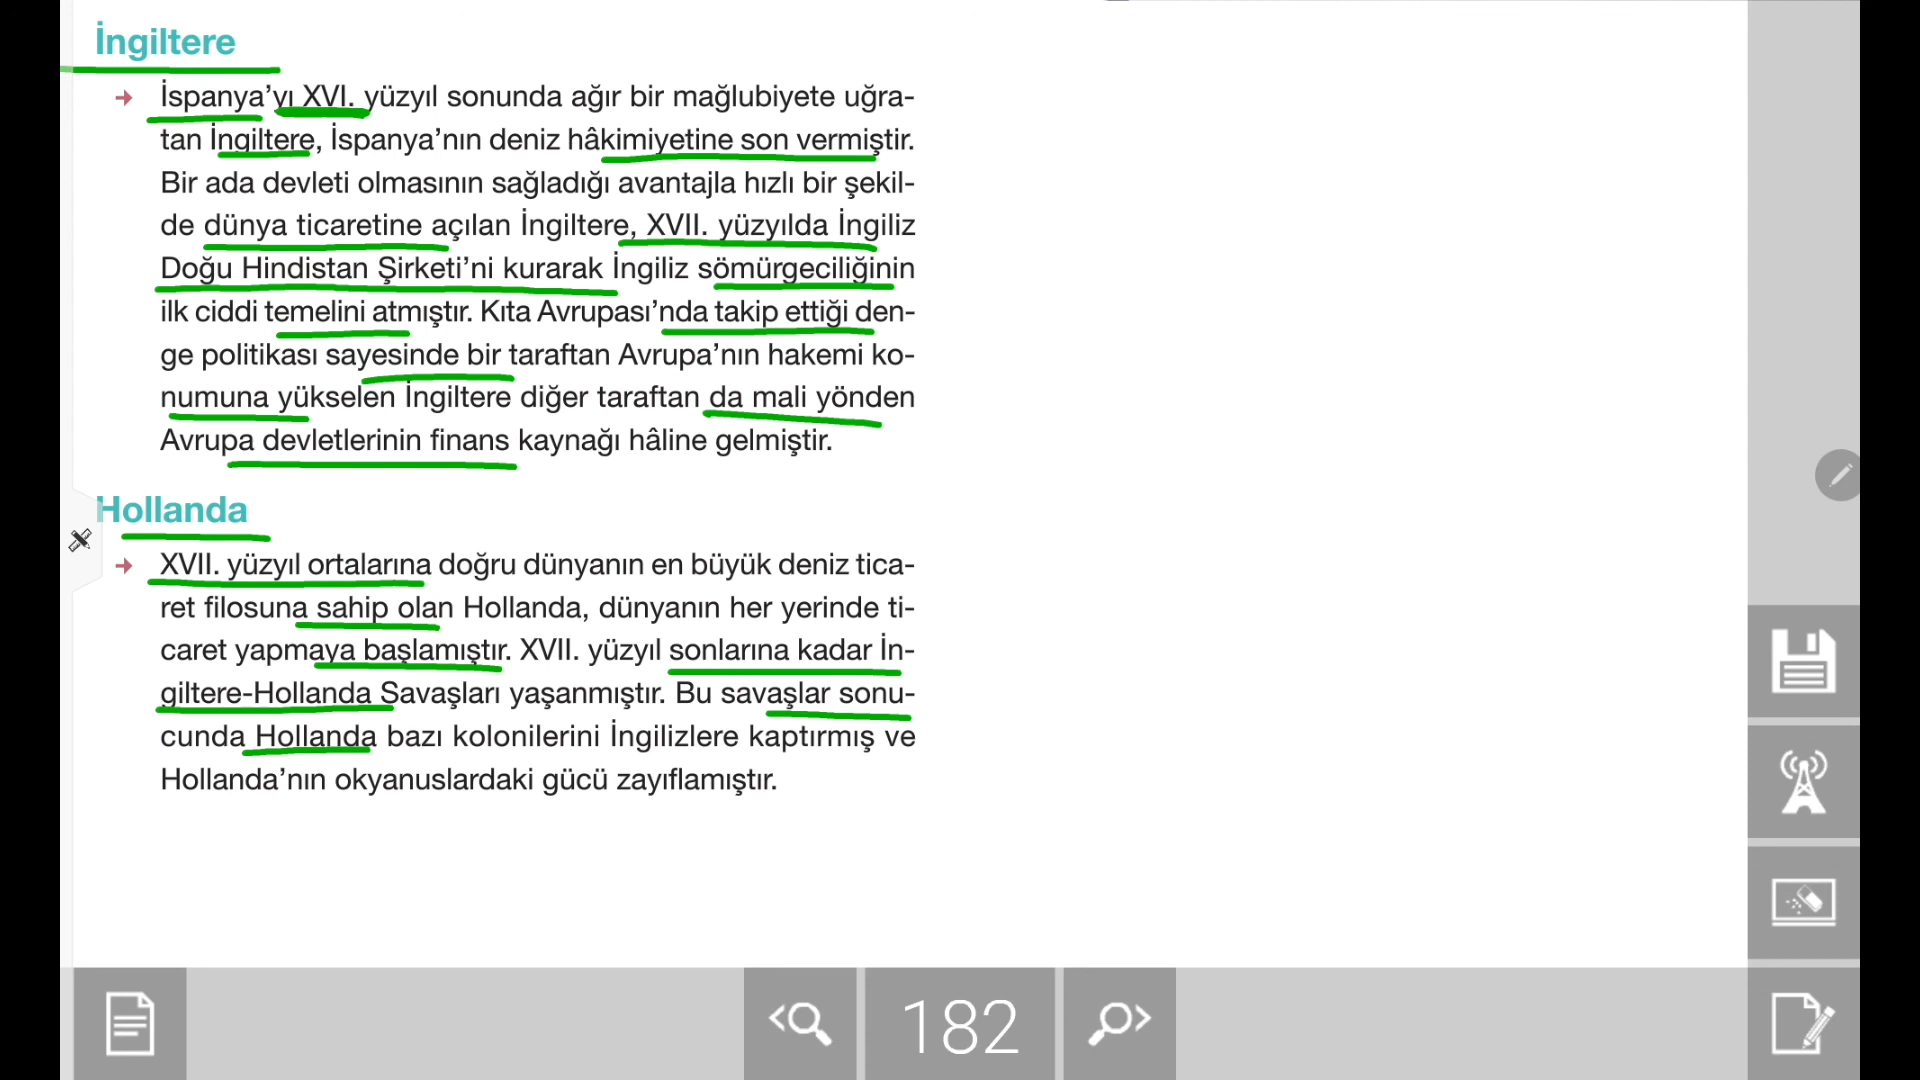 İngiltere
İspanya’yı XVI. yüzyıl sonunda ağır bir mağlubiyete uğra-
tan İngiltere, İspanya’nın deniz hâkimiyetine son vermiştir.
Bir ada devleti olmasının sağladığı avantajla hızlı bir şekil-
de dünya ticaretine açılan İngiltere, XVII. yüzyılda İngiliz
Doğu Hindistan Şirketi’ni kurarak İngiliz sömürgeciliğinin
ilk ciddi temelini atmıştır. Kıta Avrupası’nda takip ettiği den-
ge politikası sayesinde bir taraftan Avrupa’nın hakemi ko-
numuna yükselen İngiltere diğer taraftan da mali yönden
Avrupa devletlerinin finans kaynağı hâline gelmiştir.
Hollanda
XVII. yüzyıl ortalarına doğru dünyanın en büyük deniz tica-
ret filosuna sahip olan Hollanda, dünyanın her yerinde ti-
caret yapmaya başlamıştır. XVII. yüzyıl sonlarına kadar İn-
giltere-Hollanda Savaşları yaşanmıştır. Bu savaşlar sonu-
cunda Hollanda bazı kolonilerini İngilizlere kaptırmış ve
Hollanda’nın okyanuslardaki gücü zayıflamıştır.
182